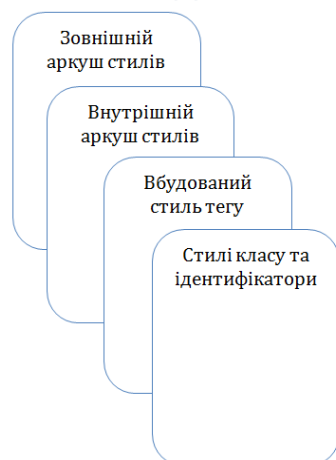 Зовнішній
аркуш стилів
Внутрішній
аркуш стилів
Вбудований
стиль тегу
Стилі класу та
ідентифікатори